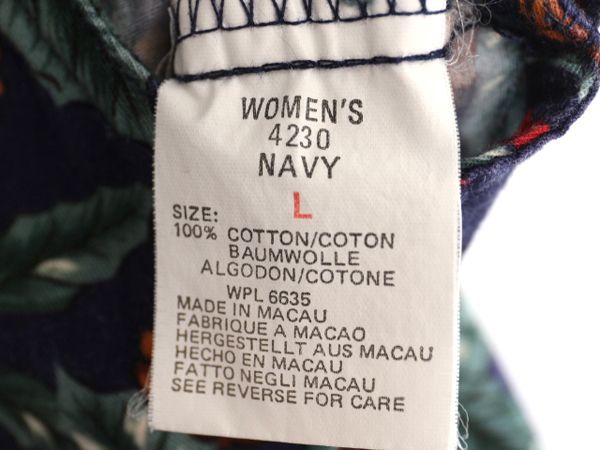 WOMEN'S
4230
NAVY
L
SIZE:
100% COTTON/COTON
BAUMWOLLE
ALGODON/COTONE
WPL 6635
MADE IN MACAU
FABRIQUE A MACAO
HERGESTELLT AUS MACAU
HECHO EN MACAU
FATTO NEGLI MACAU
SEE REVERSE FOR CARE